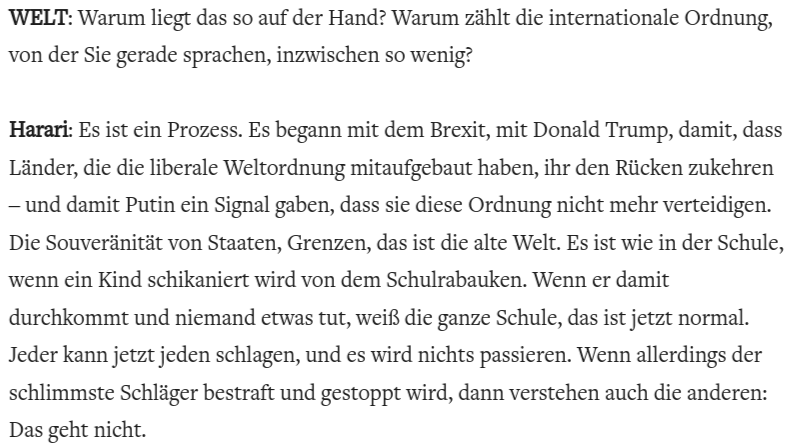 WELT: Warum liegt das so auf der Hand? Warum zählt die internationale Ordnung,
von der Sie gerade sprachen, inzwischen so wenig?
Harari: Es ist ein Prozess. Es begann mit dem Brexit, mit Donald Trump, damit, dass
Länder, die die liberale Weltordnung mitaufgebaut haben, ihr den Rücken zukehren
– und damit Putin ein Signal gaben, dass sie diese Ordnung nicht mehr verteidigen.
Die Souveränität von Staaten, Grenzen, das ist die alte Welt. Es ist wie in der Schule,
wenn ein Kind schikaniert wird von dem Schulrabauken. Wenn er damit
durchkommt und niemand etwas tut, weiß die ganze Schule, das ist jetzt normal.
Jeder kann jetzt jeden schlagen, und es wird nichts passieren. Wenn allerdings der
schlimmste Schläger bestraft und gestoppt wird, dann verstehen auch die anderen:
Das geht nicht.